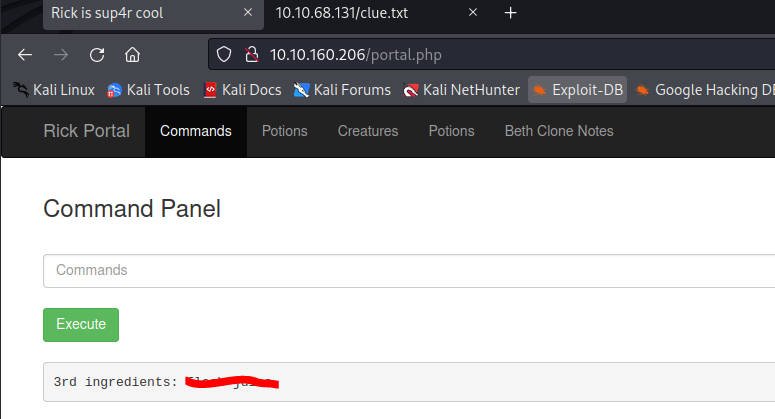 Rick is sup4r cool
10.10.68.131/clue.txt
10.10.160.206/portal.php
Kali Linux Kali Tools Kali Docs Kali Forums Kali NetHunter Exploit-DB Google Hacking
Rick Portal Commands Potions Creatures Potions Beth Clone Notes
Command Panel
Commands
Execute
3rd ingredients: